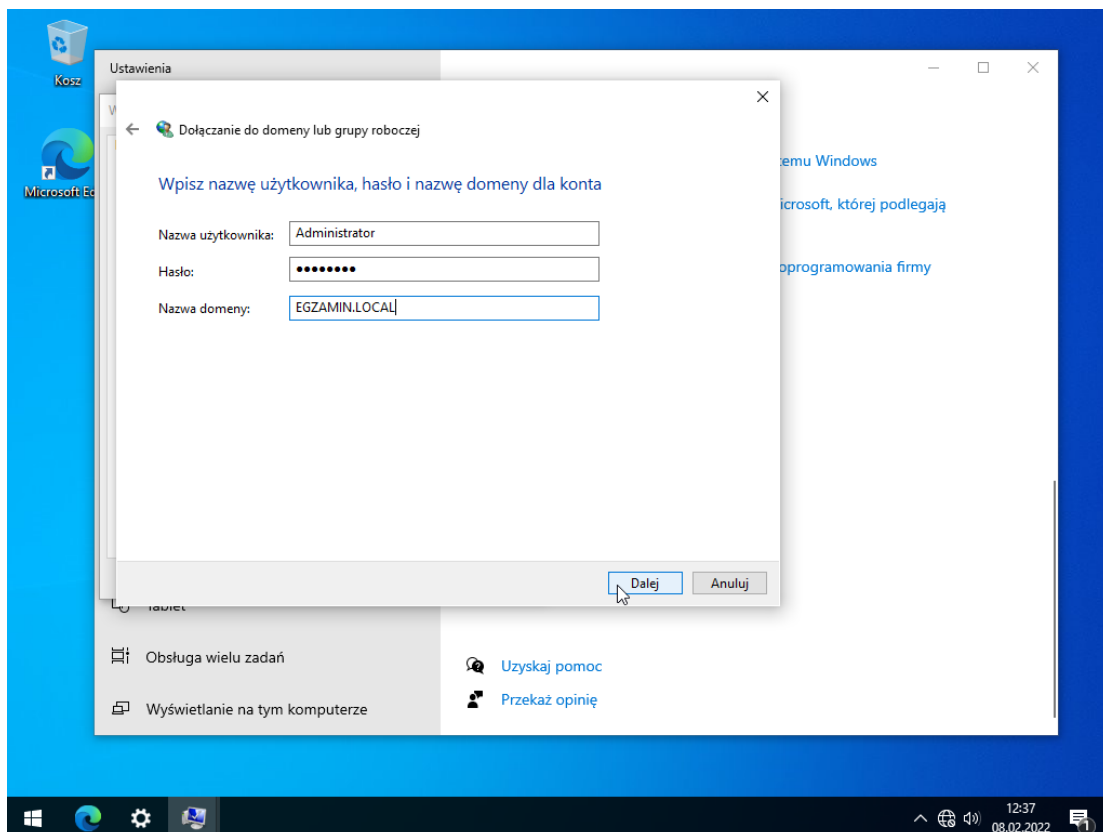 Kosz
Microsoft Ed
Ustawienia
W
Dołączanie do domeny lub grupy roboczej
Wpisz nazwę użytkownika, hasło i nazwę domeny dla konta
Nazwa użytkownika: Administrator
Hasło: ●●●●●●●●
Nazwa domeny: EGZAMIN.LOCAL
Dalej Anuluj
emu Windows
icrosoft, której podlegają
oprogramowania firmy
Tablet
Obsługa wielu zadań
Wyświetlanie na tym komputerze
Uzyskaj pomoc
Przekaż opinię
12:37
08.02.2022
1